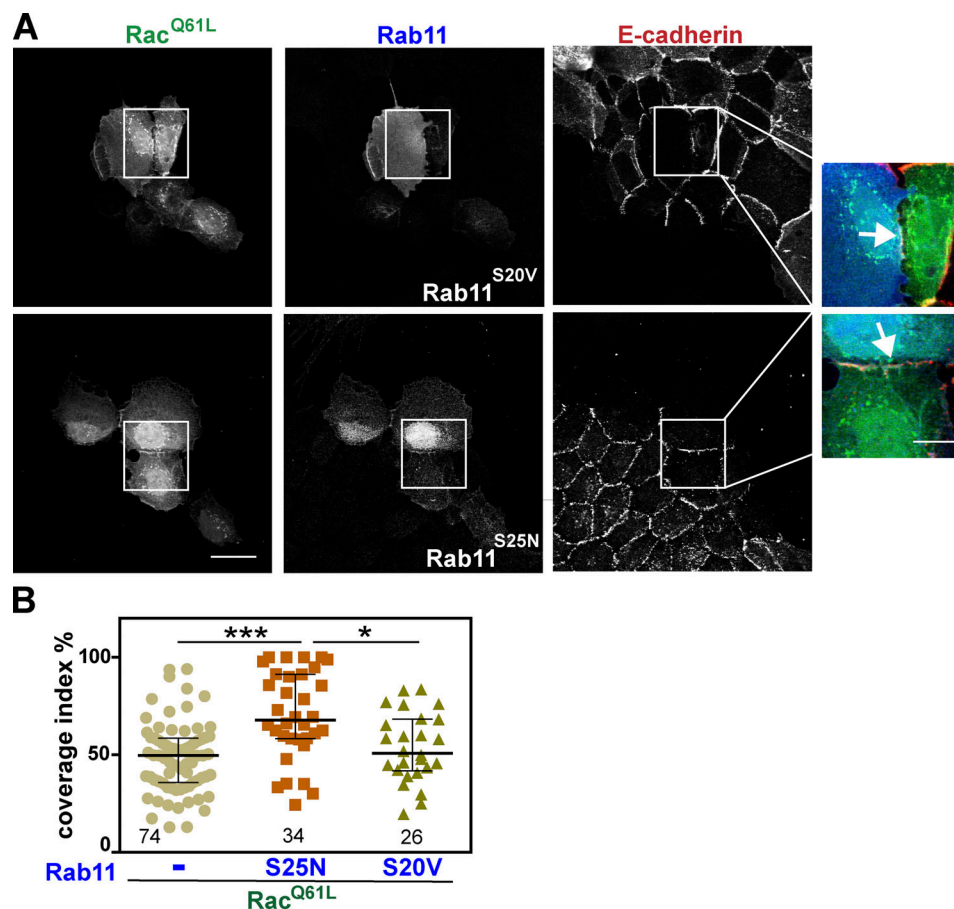 A
Rac^Q61L Rab11 E-cadherin
Rab11^S20V
Rab11^S25N
B
*** *
coverage index %
100
50
0
74 34 26
Rab11 - S25N S20V
Rac^Q61L